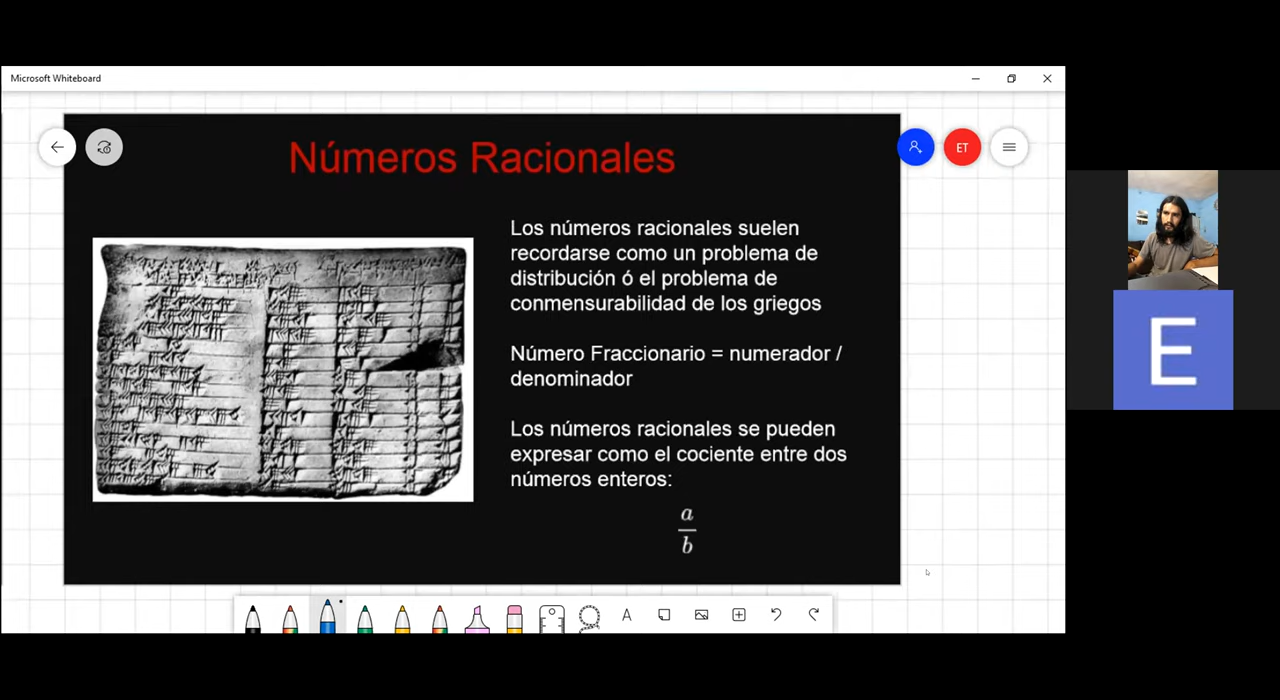 Microsoft Whiteboard
Números Racionales
ET
Los números racionales suelen
recordarse como un problema de
distribución ó el problema de
conmensurabilidad de los griegos
Número Fraccionario = numerador /
denominador
Los números racionales se pueden
expresar como el cociente entre dos
números enteros:
a
b
E
A